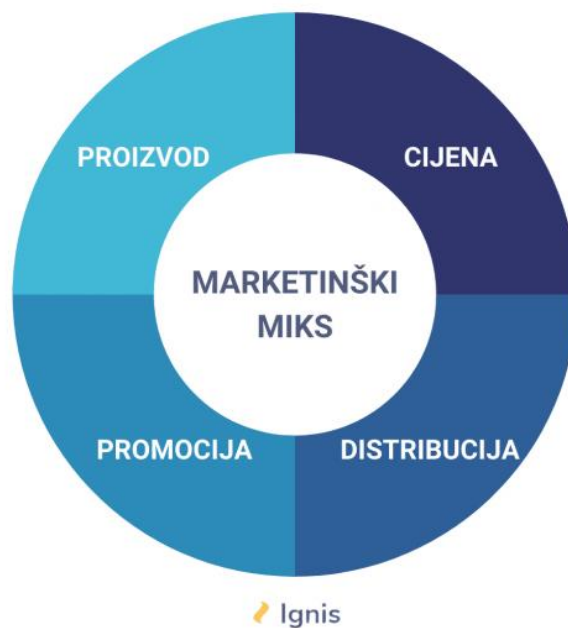 PROIZVOD
CIJENA
MARKETINŠKI
MIKS
PROMOCIJA
DISTRIBUCIJA
Ignis